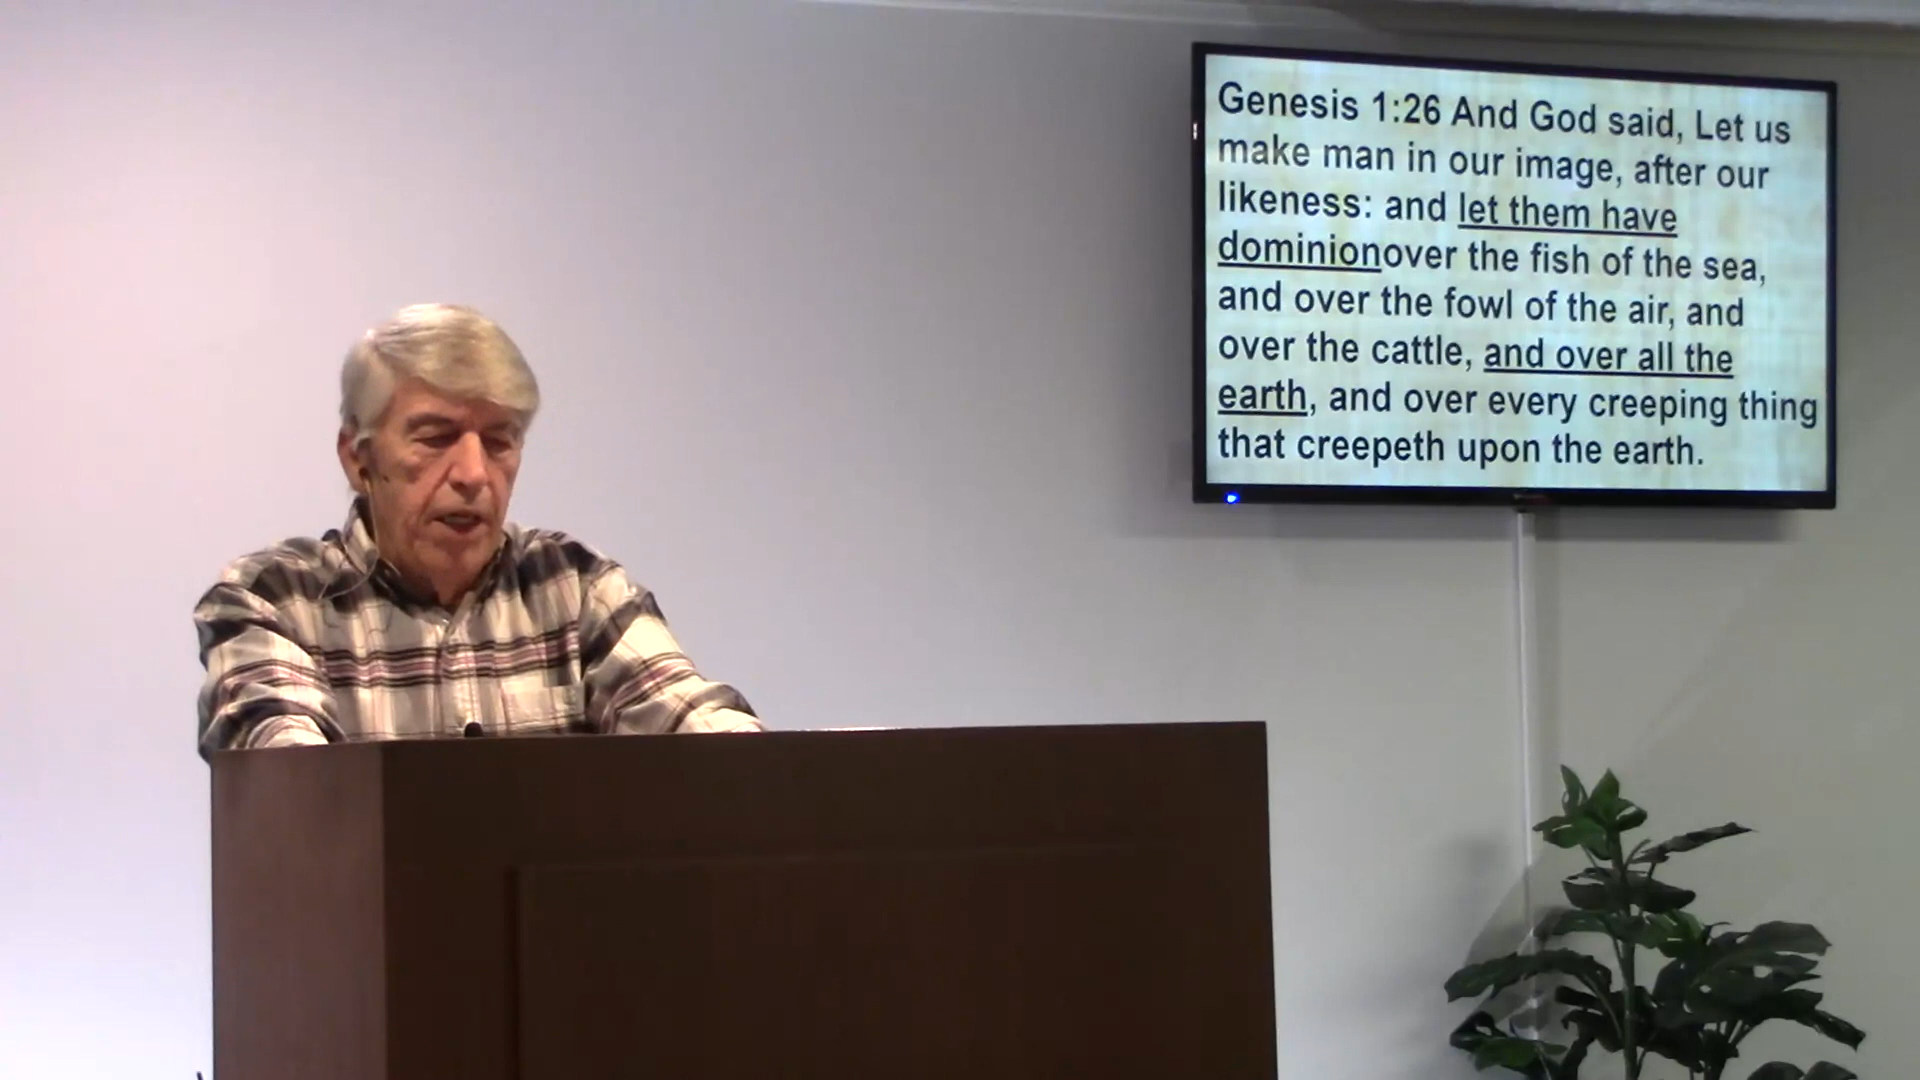 Genesis 1:26 And God said, Let us
make man in our image, after our
likeness: and let them have
dominionover the fish of the sea,
and over the fowl of the air, and
over the cattle, and over all the
earth, and over every creeping thing
that creepeth upon the earth.